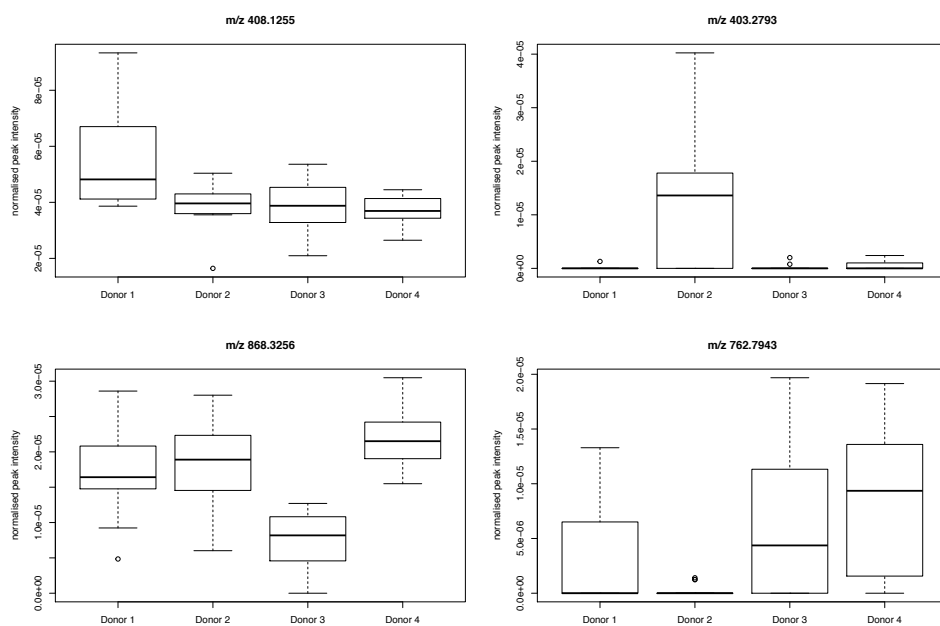 m/z 408.1255
normalised peak intensity
8e−05
6e−05
4e−05
2e−05
Donor 1 Donor 2 Donor 3 Donor 4
m/z 403.2793
normalised peak intensity
4e−05
3e−05
2e−05
1e−05
0e+00
Donor 1 Donor 2 Donor 3 Donor 4
m/z 868.3256
normalised peak intensity
3.0e−05
2.0e−05
1.0e−05
0.0e+00
Donor 1 Donor 2 Donor 3 Donor 4
m/z 762.7943
normalised peak intensity
2.0e−05
1.5e−05
1.0e−05
5.0e−06
0.0e+00
Donor 1 Donor 2 Donor 3 Donor 4